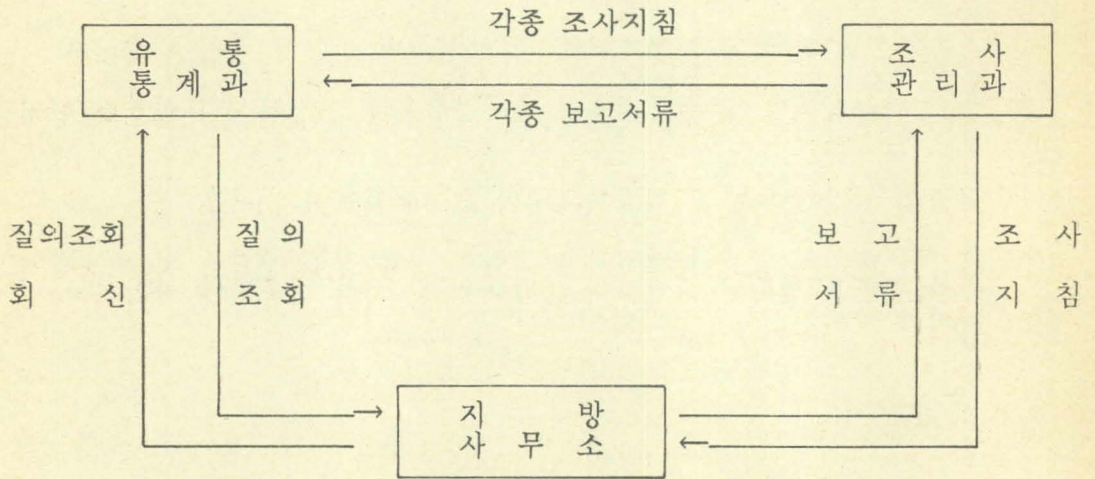 각종 조사지침
유 통
통 계 과
조 사
관 리 과
각종 보고서류
질의조회
회 신
질 의
조 회
보 고
서 류
조 사
지 침
지 방
사 무 소